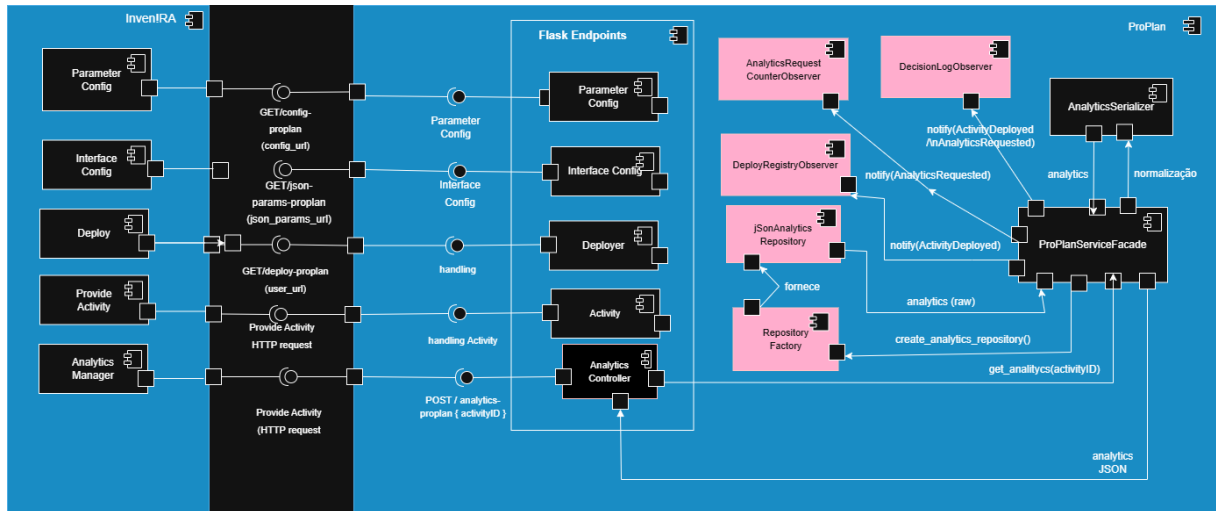 Inven!RA
Parameter
Config
Interface
Config
Deploy
Provide
Activity
Analytics
Manager
GET/config-
proplan
(config_url)
GET/json-
params-proplan
(json_params_url)
GET/deploy-proplan
(user_url)
Provide Activity
HTTP request
Provide Activity
(HTTP request
Parameter
Config
Interface
Config
handling
handling Activity
POST / analytics-
proplan { activityID }
Flask Endpoints
Parameter
Config
Interface Config
Deployer
Activity
Analytics
Controller
ProPlan
AnalyticsRequest
CounterObserver
DecisionLogObserver
AnalyticsSerializer
DeployRegistryObserver
notify(ActivityDeployed
/\nAnalyticsRequested)
notify(AnalyticsRequested)
analytics
normalização
jSonAnalytics
Repository
notify(ActivityDeployed)
ProPlanServiceFacade
fornece
analytics (raw)
Repository
Factory
create_analytics_repository()
get_analitycs(activityID)
analytics
JSON